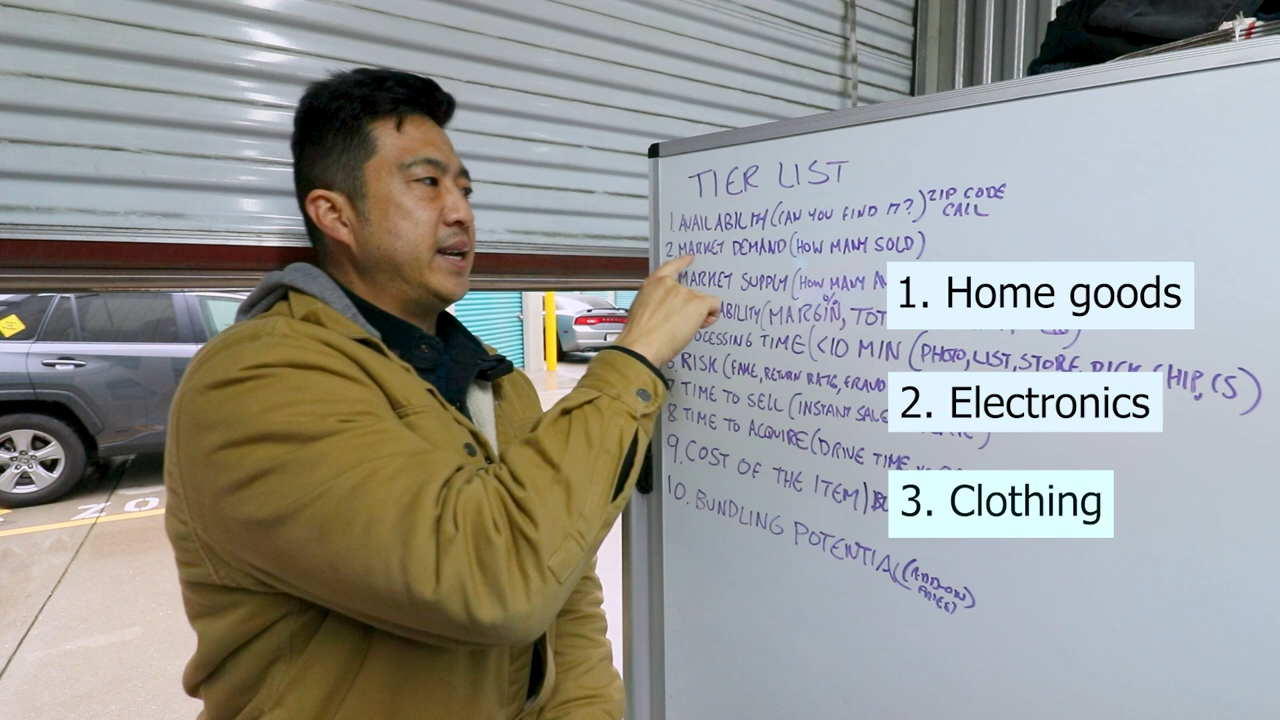 TIER LIST
1. AVAILABILITY (CAN YOU FIND IT?) ZIP CODE
CALL
2. MARKET DEMAND (HOW MANY SOLD)
MARKET SUPPLY (HOW MANY
1. Home goods
ABILITY (MARGIN, TOT
%
OCESSING TIME (<10 MIN (PHOTO, LIST, STORE, PICK, SHIP, CS)
6. RISK (FAKE, RETURN RATE, FRAUD
2. Electronics
7 TIME TO SELL (INSTANT SALE
8. TIME TO ACQUIRE (DRIVE TIME
9. COST OF THE ITEM)
3. Clothing
10. BUNDLING POTENTIAL (ADD-ON